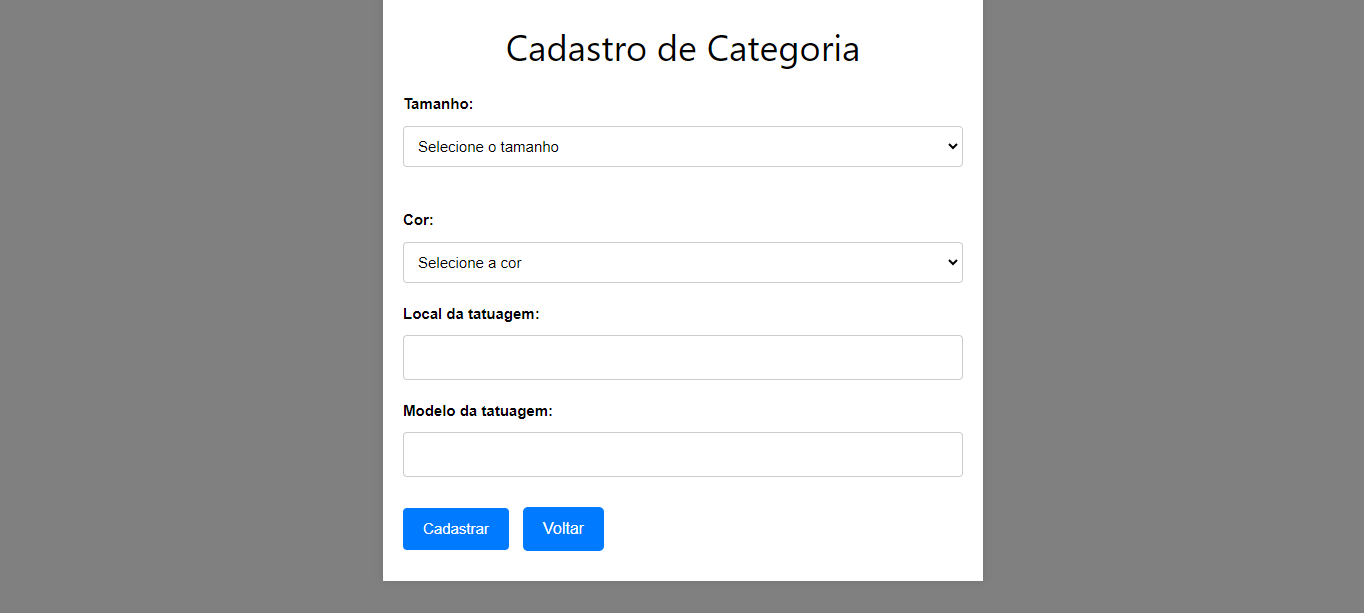 Cadastro de Categoria
Tamanho:
Selecione o tamanho
Cor:
Selecione a cor
Local da tatuagem:
Modelo da tatuagem:
Cadastrar Voltar